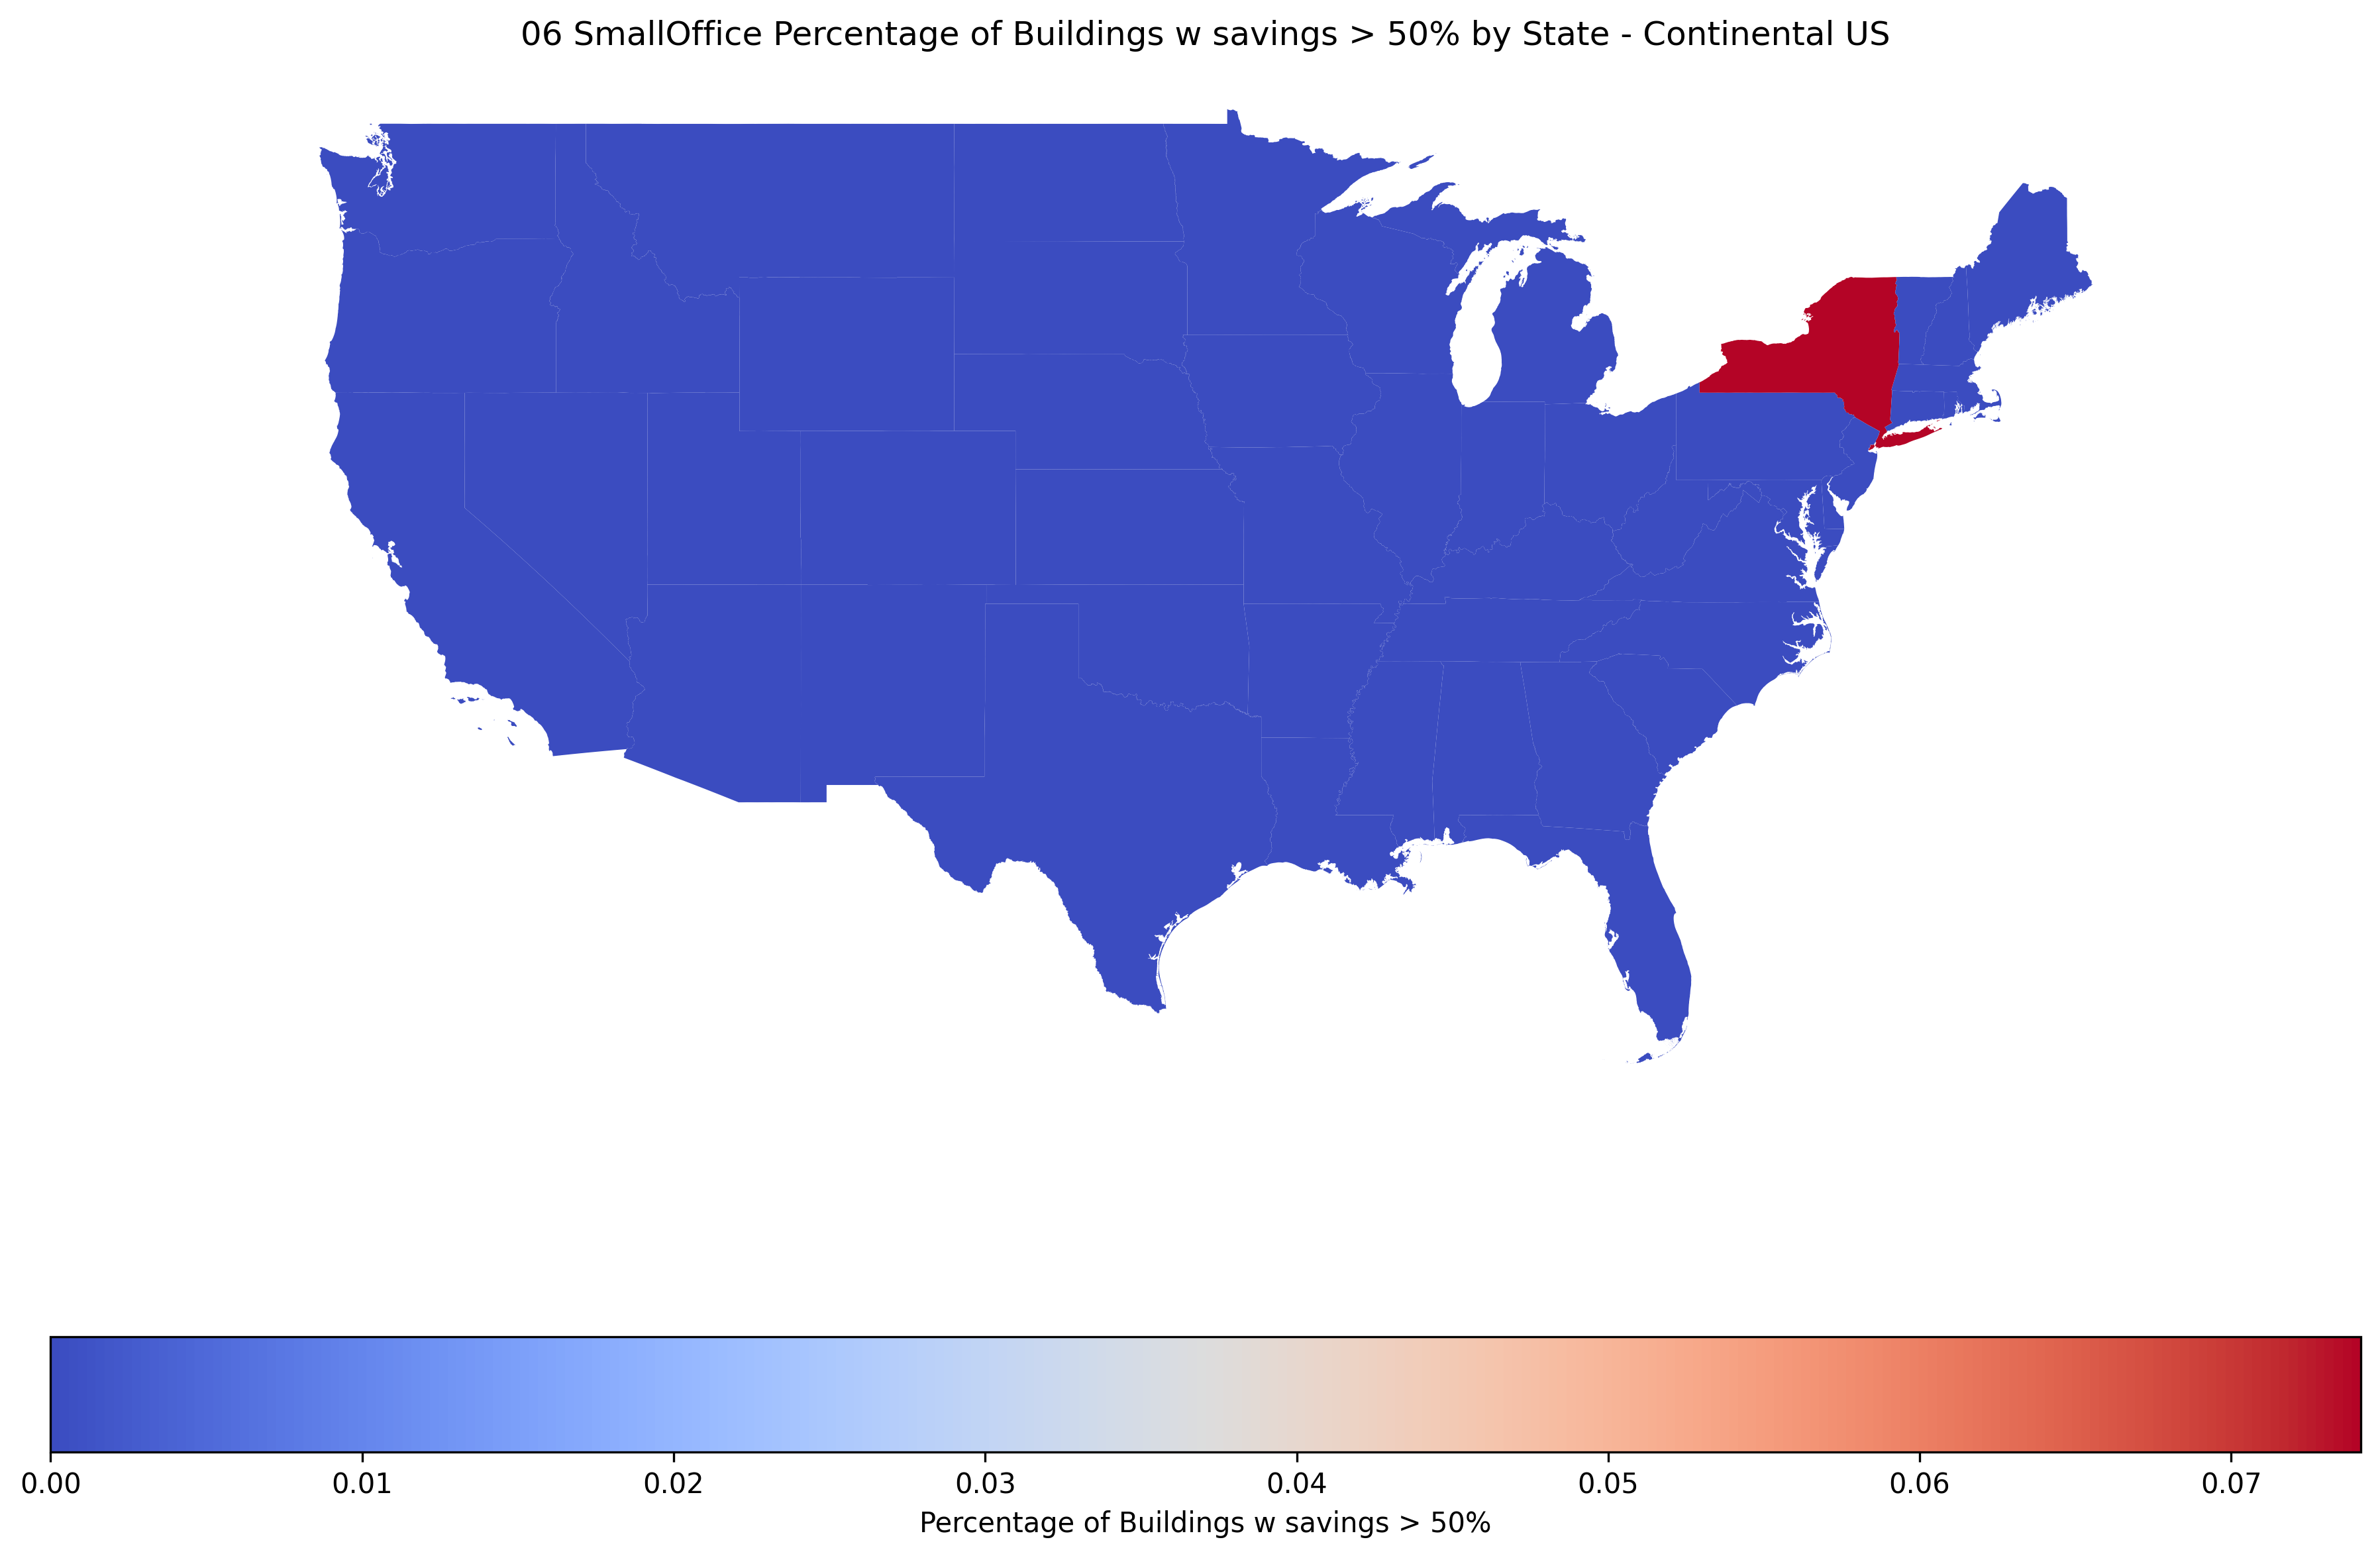 06 SmallOffice Percentage of Buildings w savings > 50% by State - Continental US
0.00 0.01 0.02 0.03 0.04 0.05 0.06 0.07
Percentage of Buildings w savings > 50%